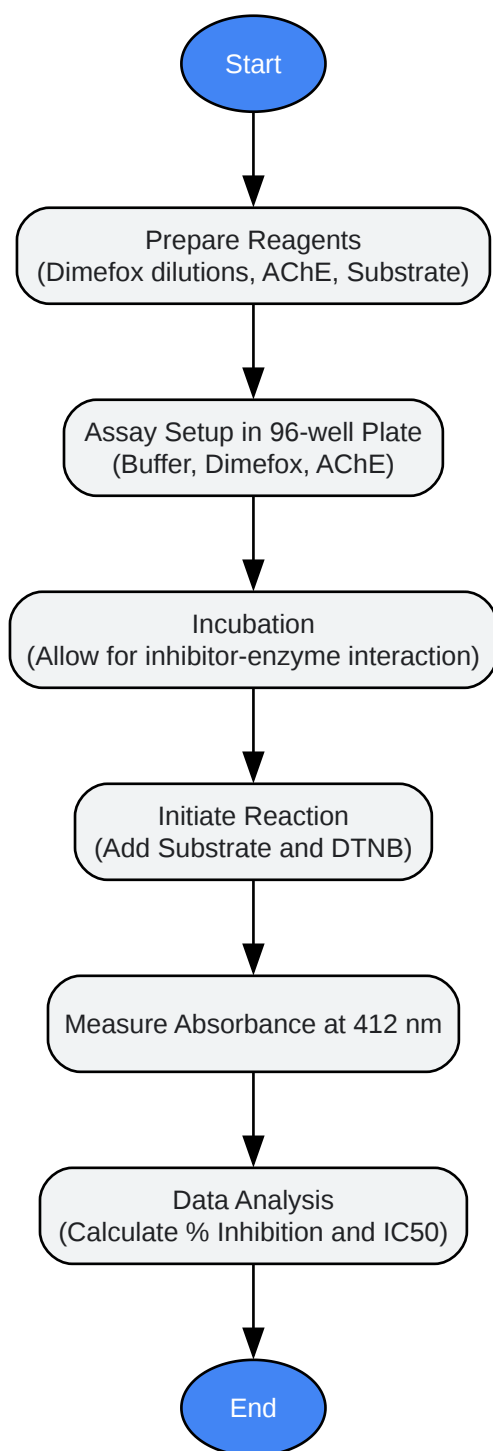 Start
Prepare Reagents
(Dimefox dilutions, AChE, Substrate)
Assay Setup in 96-well Plate
(Buffer, Dimefox, AChE)
Incubation
(Allow for inhibitor-enzyme interaction)
Initiate Reaction
(Add Substrate and DTNB)
Measure Absorbance at 412 nm
Data Analysis
(Calculate % Inhibition and IC50)
End